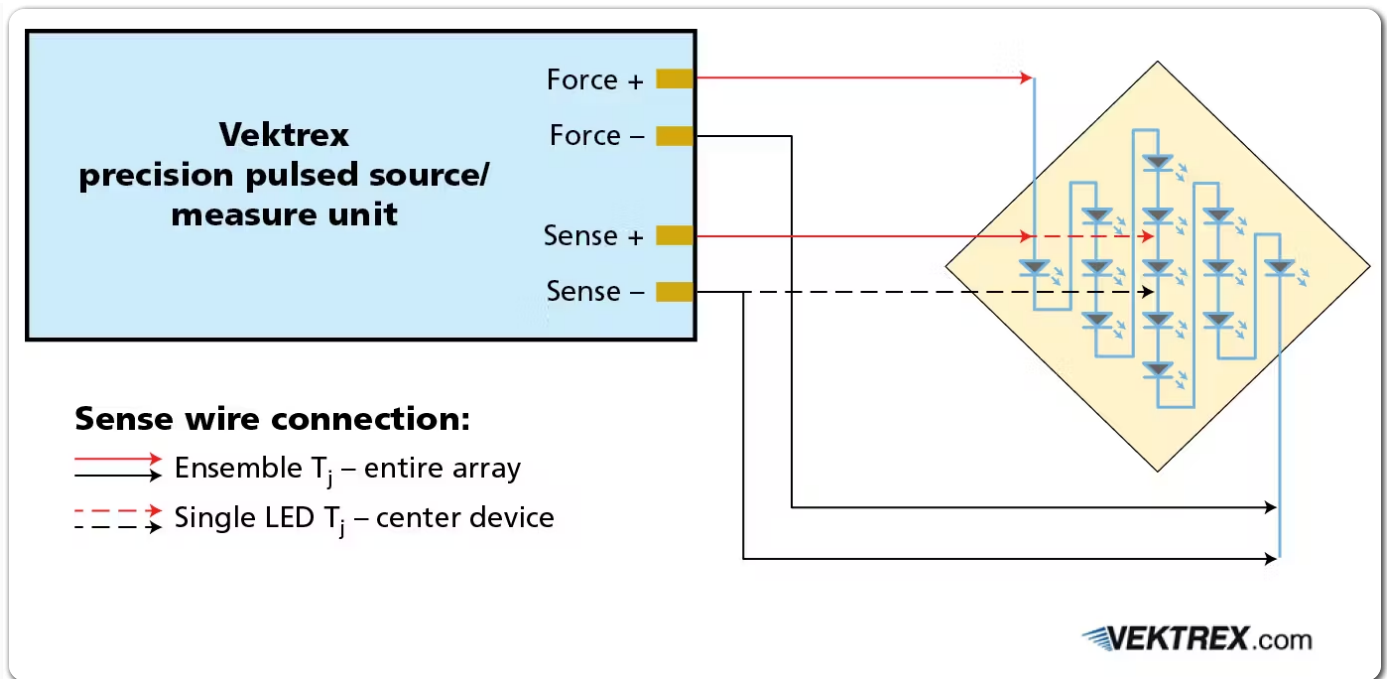 Vektrex
precision pulsed source/
measure unit
Force +
Force –
Sense +
Sense –
Sense wire connection:
Ensemble Tj – entire array
Single LED Tj – center device
VEKTREX.com